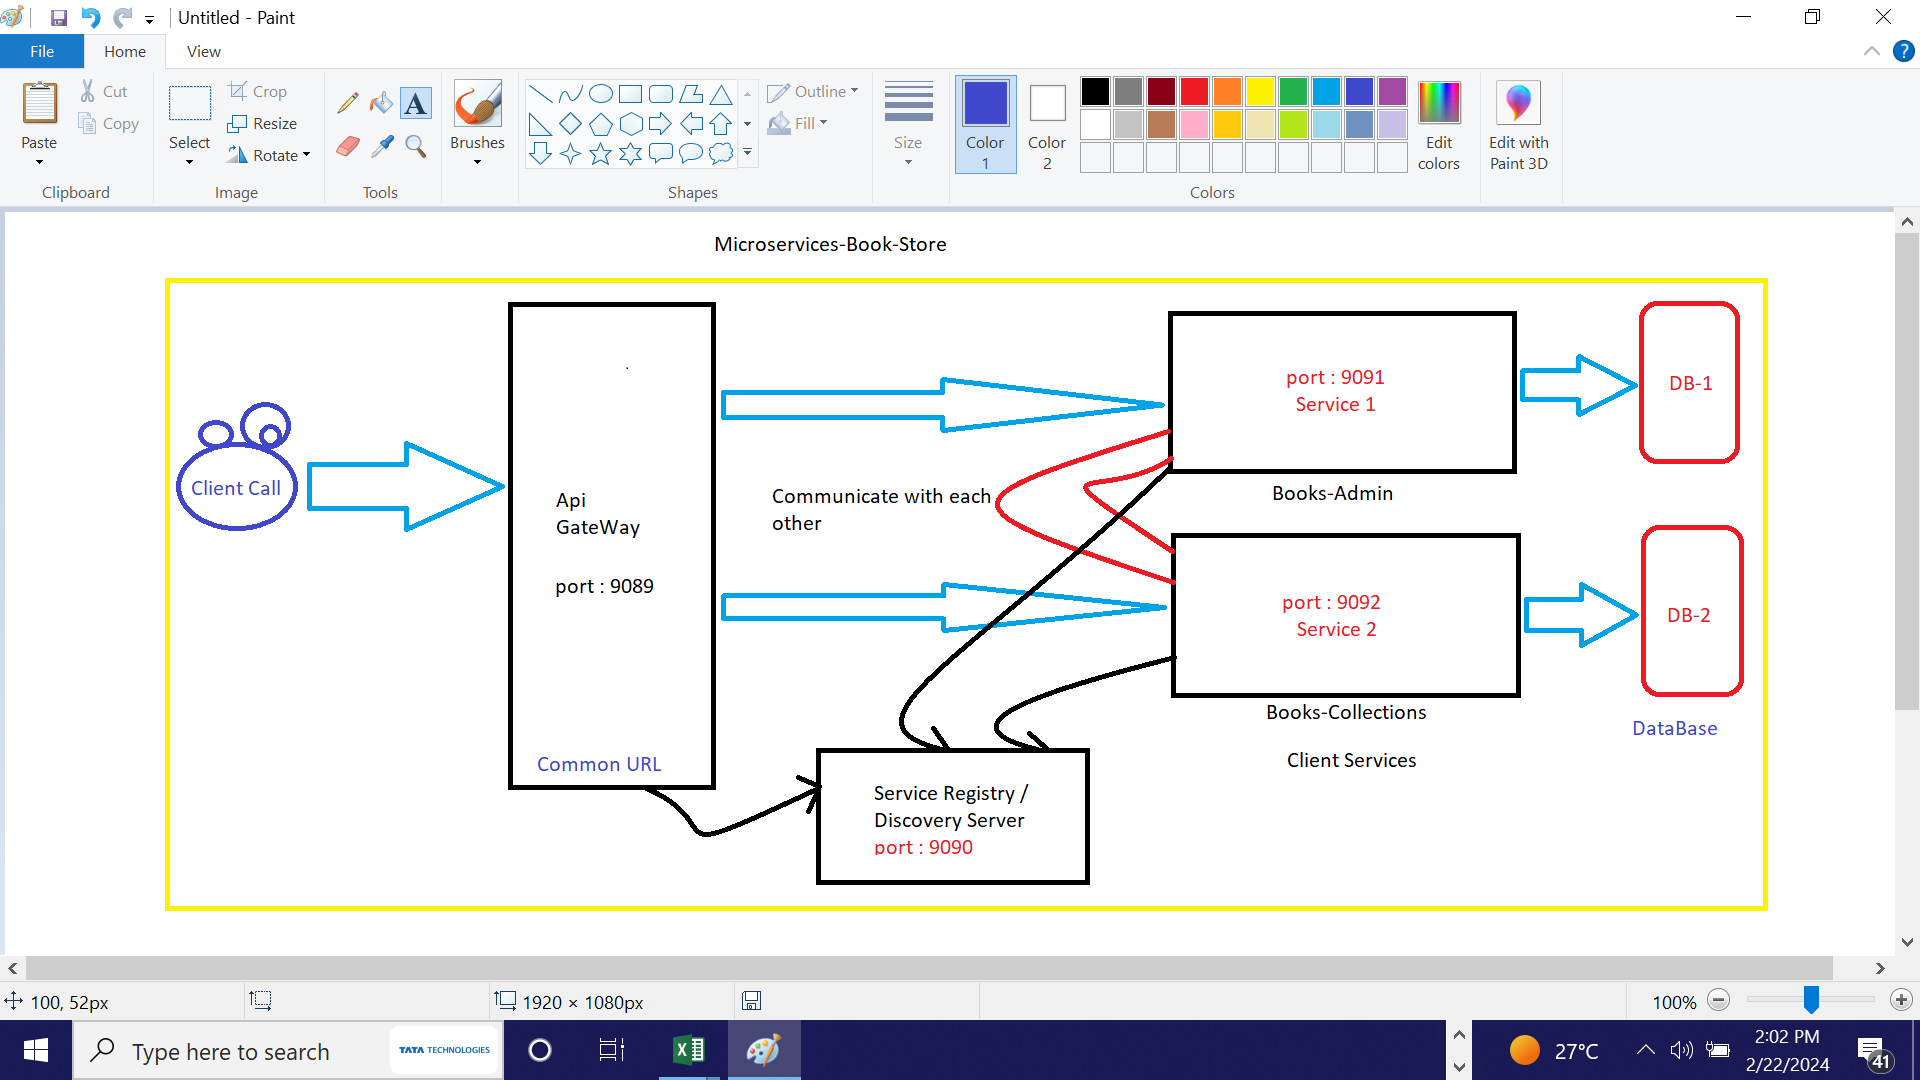 Untitled - Paint
File
Home
View
Paste
Cut
Copy
Clipboard
Select
Crop
Resize
Rotate
Image
A
Tools
Brushes
Outline
Fill
Shapes
Size
Color
1
Color
2
Edit
colors
Colors
Edit with
Paint 3D
?
Microservices-Book-Store
Client Call
Api
GateWay
port : 9089
Common URL
Communicate with each
other
port : 9091
Service 1
Books-Admin
DB-1
port : 9092
Service 2
Books-Collections
DB-2
DataBase
Client Services
Service Registry /
Discovery Server
port : 9090
100, 52px
1920 × 1080px
100%
Type here to search
TATA TECHNOLOGIES
27°C
2:02 PM
2/22/2024
41